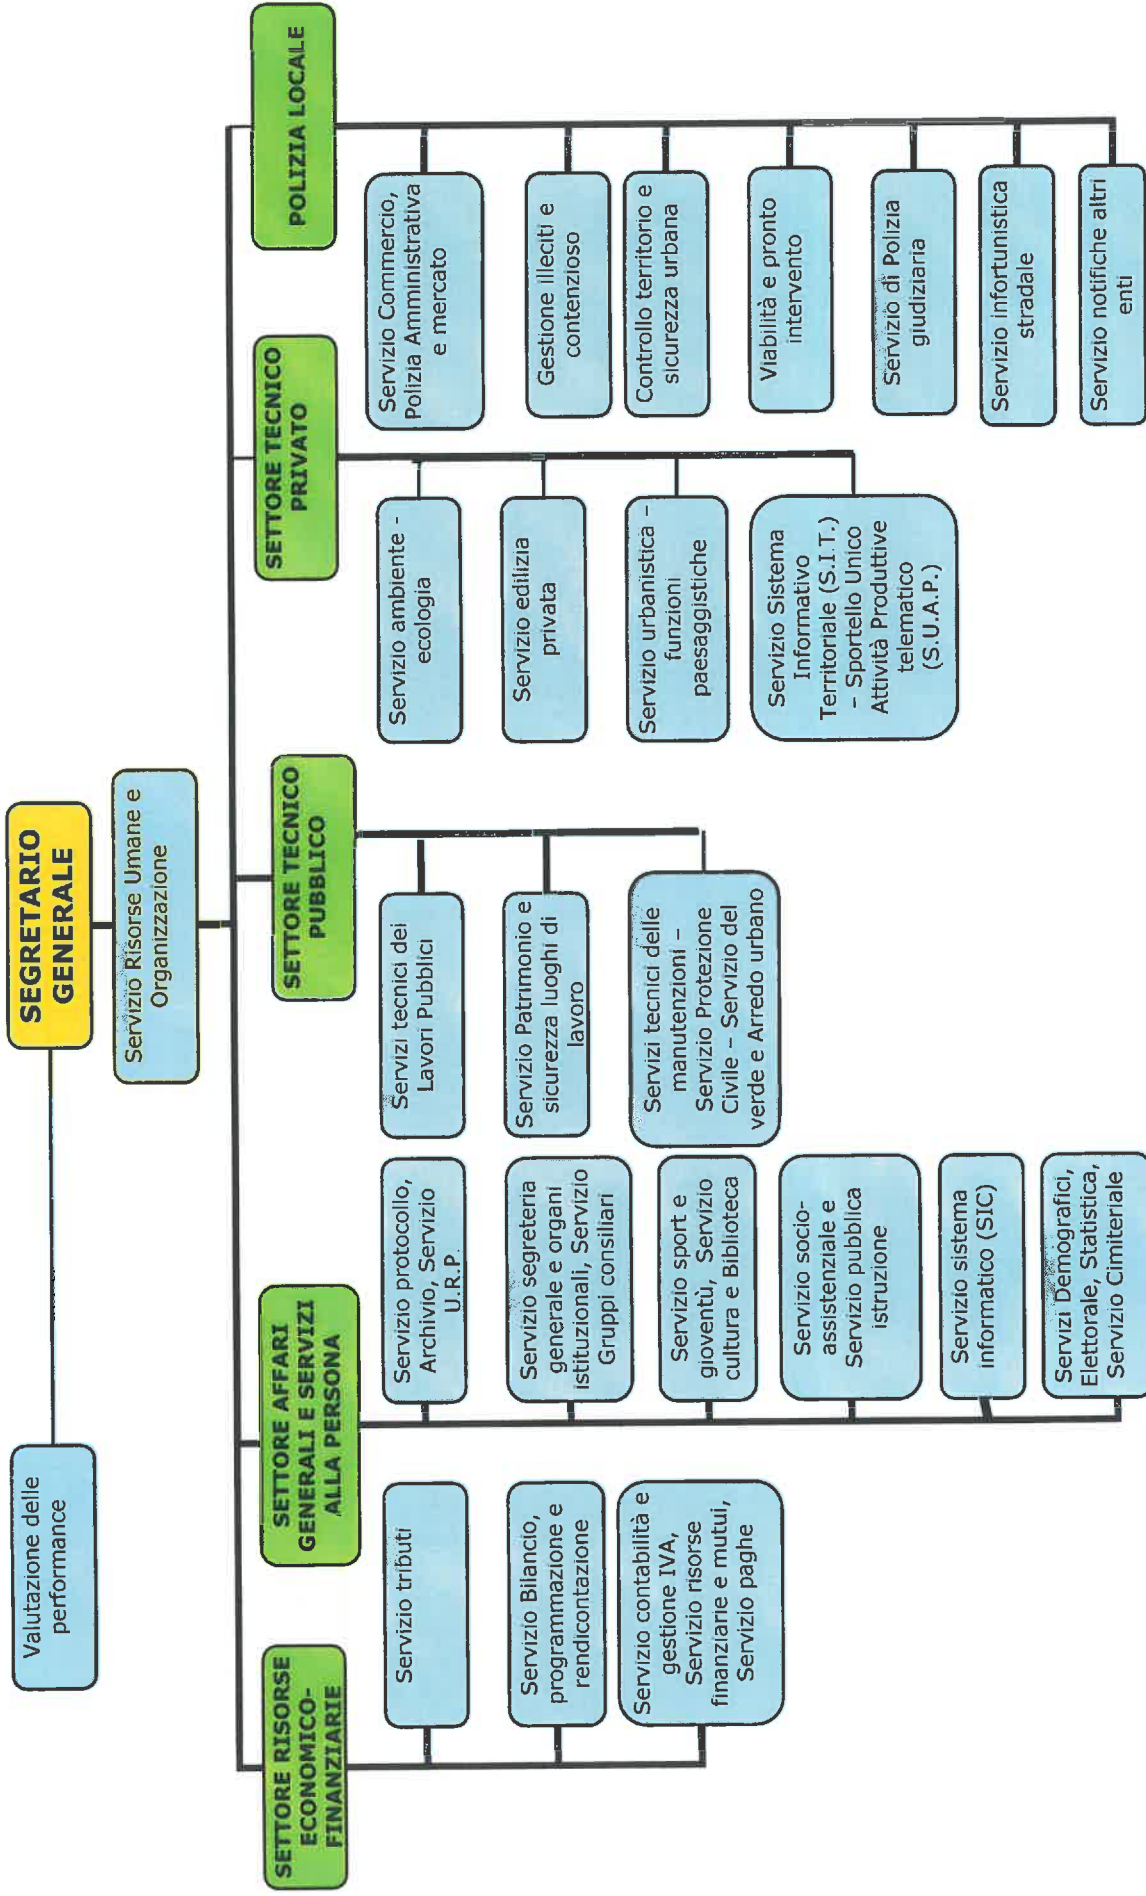 SEGRETARIO
GENERALE
Valutazione delle
performance
Servizio Risorse Umane e
Organizzazione
SETTORE RISORSE
ECONOMICO-
FINANZIARIE
Servizio tributi
Servizio Bilancio,
programmazione e
rendicontazione
Servizio contabilità e
gestione IVA,
Servizio risorse
finanziarie e mutui,
Servizio paghe
SETTORE AFFARI
GENERALI E SERVIZI
ALLA PERSONA
Servizio protocollo,
Archivio, Servizio
U.R.P.
Servizio segreteria
generale e organi
istituzionali, Servizio
Gruppi consiliari
Servizio sport e
gioventù, Servizio
cultura e Biblioteca
Servizio socio-
assistenziale e
Servizio pubblica
istruzione
Servizio sistema
informatico (SIC)
Servizi Demografici,
Elettorale, Statistica,
Servizio Cimiteriale
SETTORE TECNICO
PUBBLICO
Servizi tecnici dei
Lavori Pubblici
Servizio Patrimonio e
sicurezza luoghi di
lavoro
Servizi tecnici delle
manutenzioni –
Servizio Protezione
Civile – Servizio del
verde e Arredo urbano
SETTORE TECNICO
PRIVATO
Servizio ambiente -
ecologia
Servizio edilizia
privata
Servizio urbanistica –
funzioni
paesaggistiche
Servizio Sistema
Informativo
Territoriale (S.I.T.)
– Sportello Unico
Attività Produttive
telematico
(S.U.A.P.)
POLIZIA LOCALE
Servizio Commercio,
Polizia Amministrativa
e mercato
Gestione illeciti e
contenzioso
Controllo territorio e
sicurezza urbana
Viabilità e pronto
intervento
Servizio di Polizia
giudiziaria
Servizio infortunistica
stradale
Servizio notifiche altri
enti